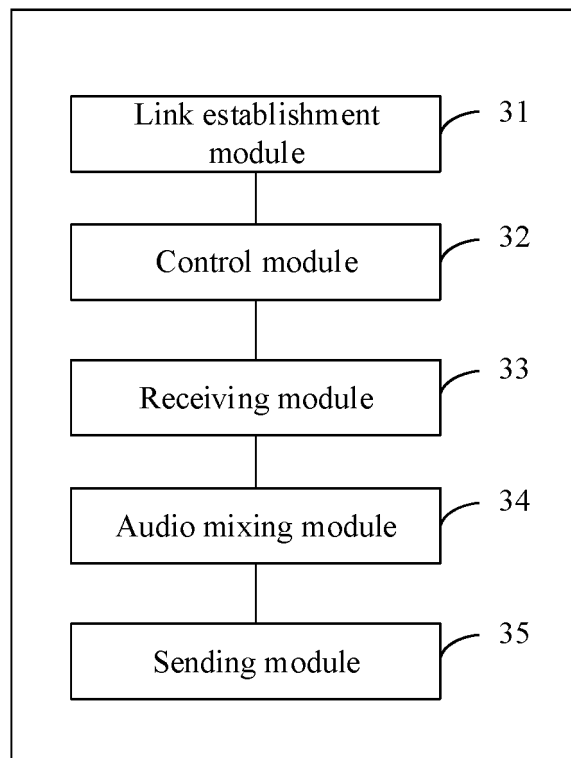 Link establishment
module
31
Control module
32
Receiving module
33
Audio mixing module
34
Sending module
35